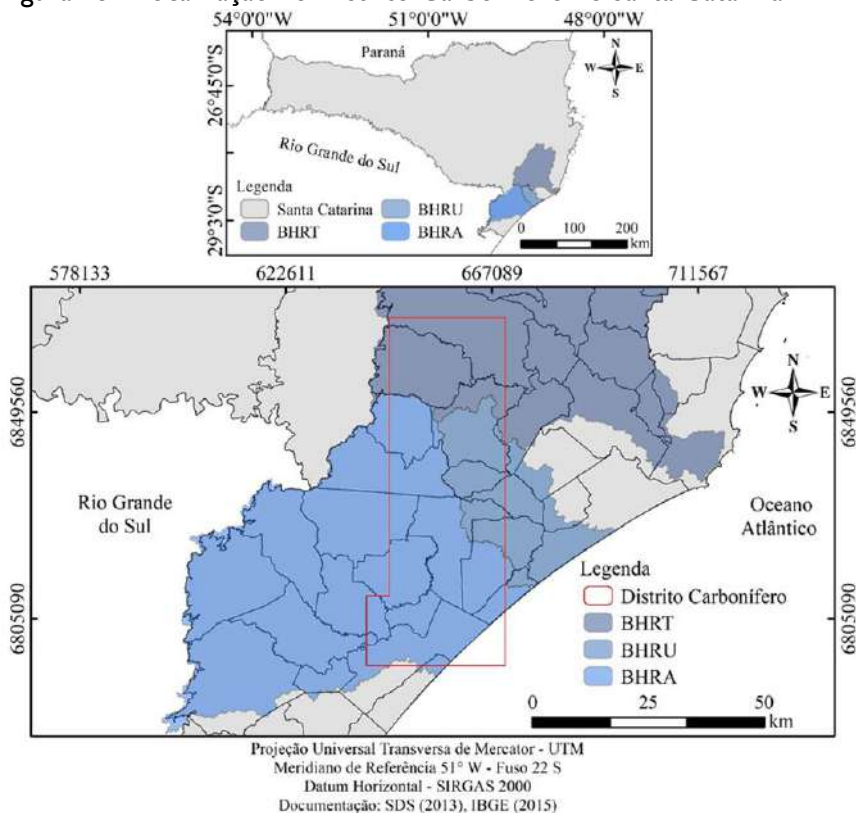 54°0'0"W 51°0'0"W 48°0'0"W
Paraná
N
W E
S
26°45'0"S
Rio Grande do Sul
Legenda
Santa Catarina BHRU
BHRT BHRA
29°3'0"S
0 100 200
km
578133 622611 667089 711567
N
W E
S
6849560 6849560
Rio Grande
do Sul
Oceano
Atlântico
Legenda
Distrito Carbonífero
BHRT
BHRU
BHRA
6805090 6805090
0 25 50
km
Projeção Universal Transversa de Mercator - UTM
Meridiano de Referência 51° W - Fuso 22 S
Datum Horizontal - SIRGAS 2000
Documentação: SDS (2013), IBGE (2015)